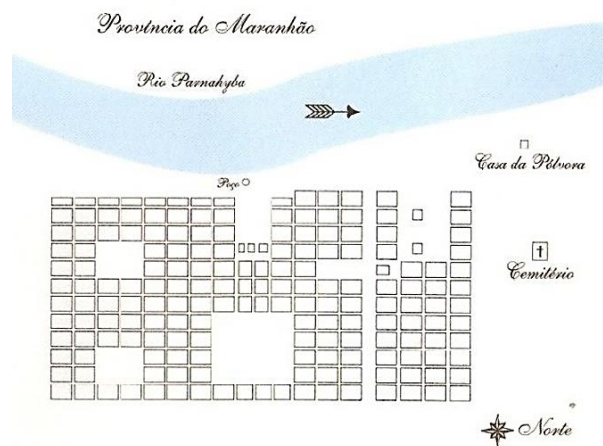 Província do Maranhão
Rio Parnahyba
Poço
Casa da Pólvora
Cemitério
Norte